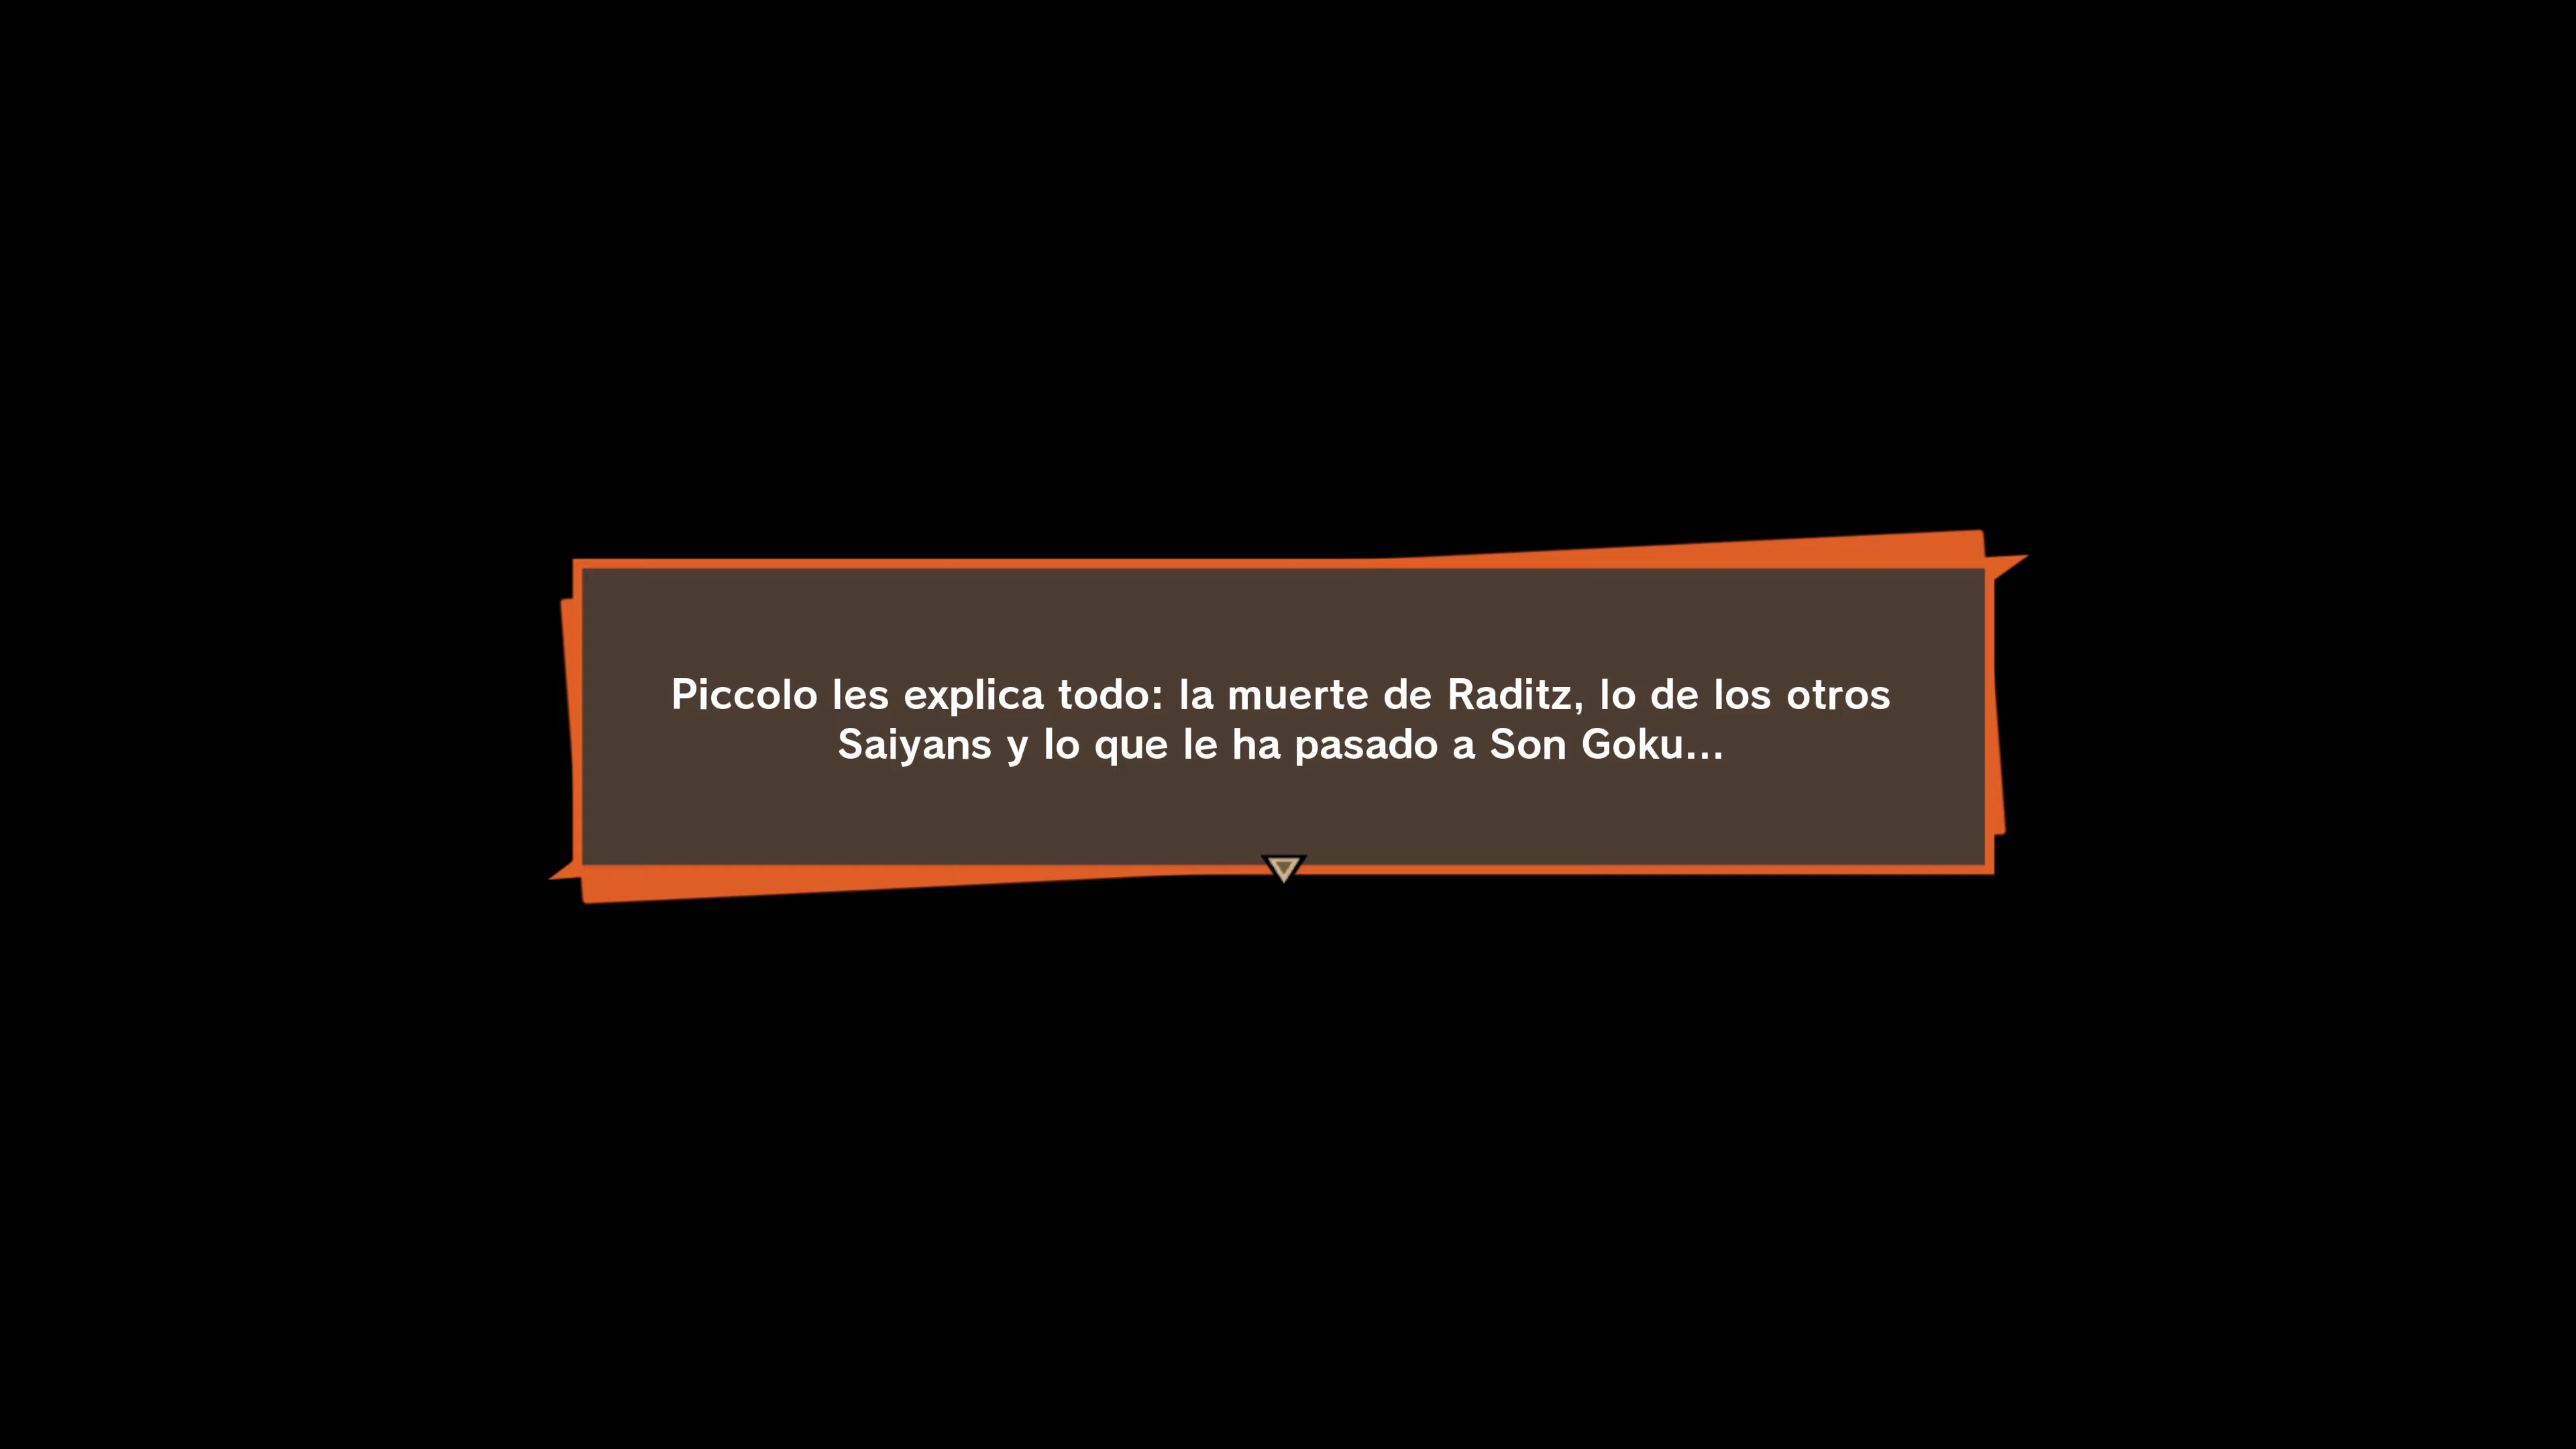 Piccolo les explica todo: la muerte de Raditz, lo de los otros
Saiyans y lo que le ha pasado a Son Goku...